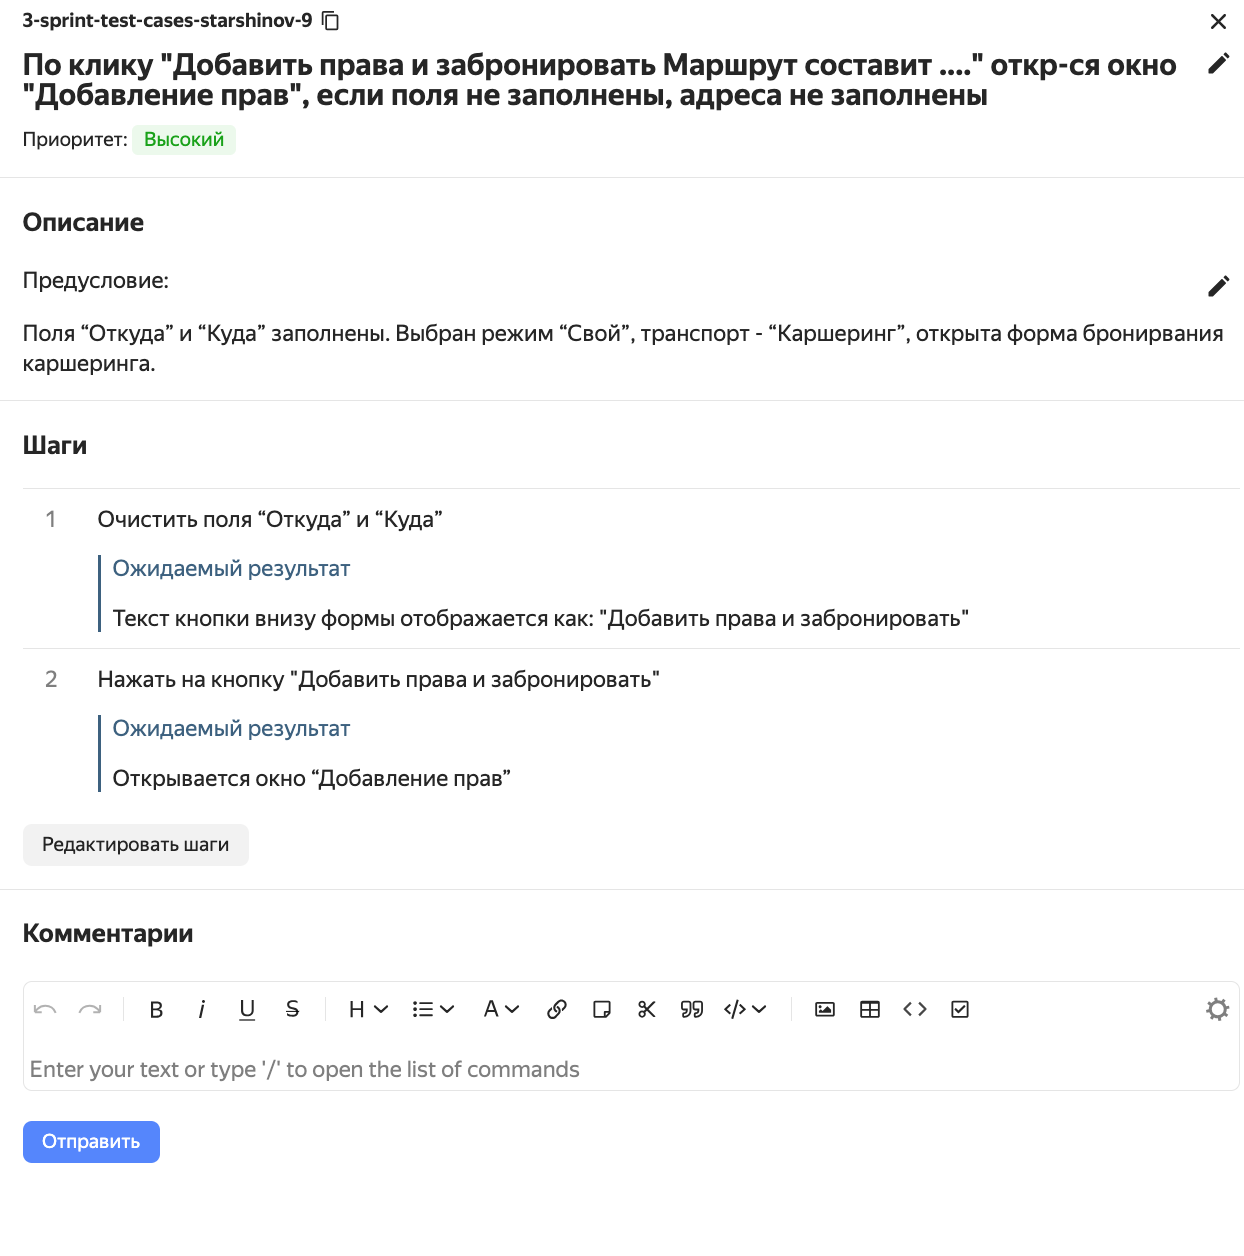 3-sprint-test-cases-starshinov-9
По клику "Добавить права и забронировать Маршрут составит ...." откр-ся окно
"Добавление прав", если поля не заполнены, адреса не заполнены
Приоритет: Высокий
Описание
Предусловие:
Поля “Откуда” и “Куда” заполнены. Выбран режим “Свой”, транспорт - “Каршеринг”, открыта форма бронирвания
каршеринга.
Шаги
1 Очистить поля “Откуда” и “Куда”
Ожидаемый результат
Текст кнопки внизу формы отображается как: "Добавить права и забронировать"
2 Нажать на кнопку "Добавить права и забронировать"
Ожидаемый результат
Открывается окно “Добавление прав”
Редактировать шаги
Комментарии
B i U S H A
Enter your text or type '/' to open the list of commands
Отправить